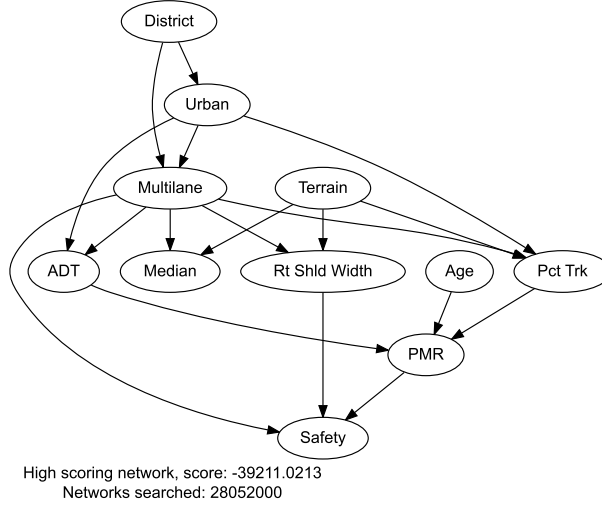 District
Urban
Multilane
Terrain
ADT
Median
Rt Shld Width
Age
Pct Trk
PMR
Safety
High scoring network, score: -39211.0213
Networks searched: 28052000